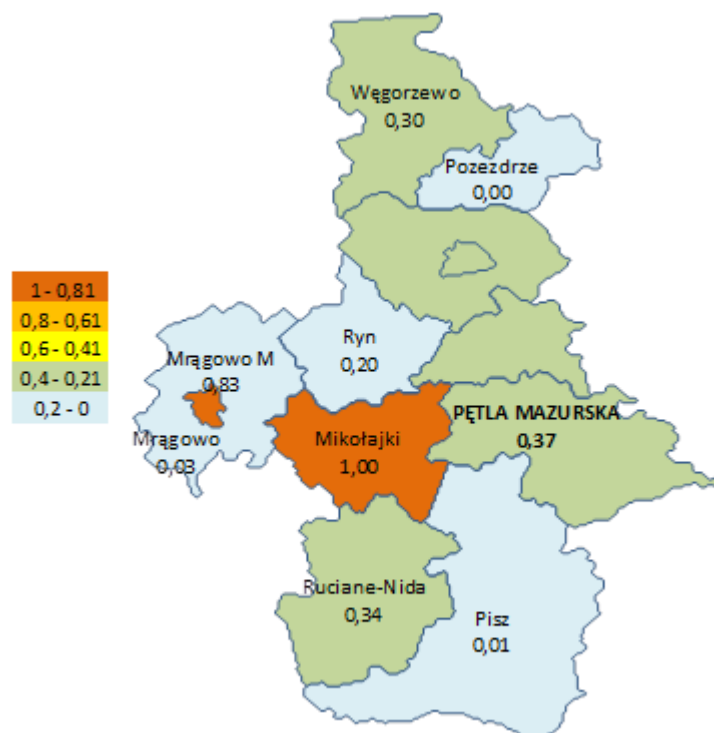 Węgorzewo
0,30
Pozezdrze
0,00
1 - 0,81
0,8 - 0,61
0,6 - 0,41
0,4 - 0,21
0,2 - 0
Ryn
0,20
Mrągowo M
0,83
Mrągowo
0,03
Mikołajki
1,00
PĘTLA MAZURSKA
0,37
Ruciane-Nida
0,34
Pisz
0,01